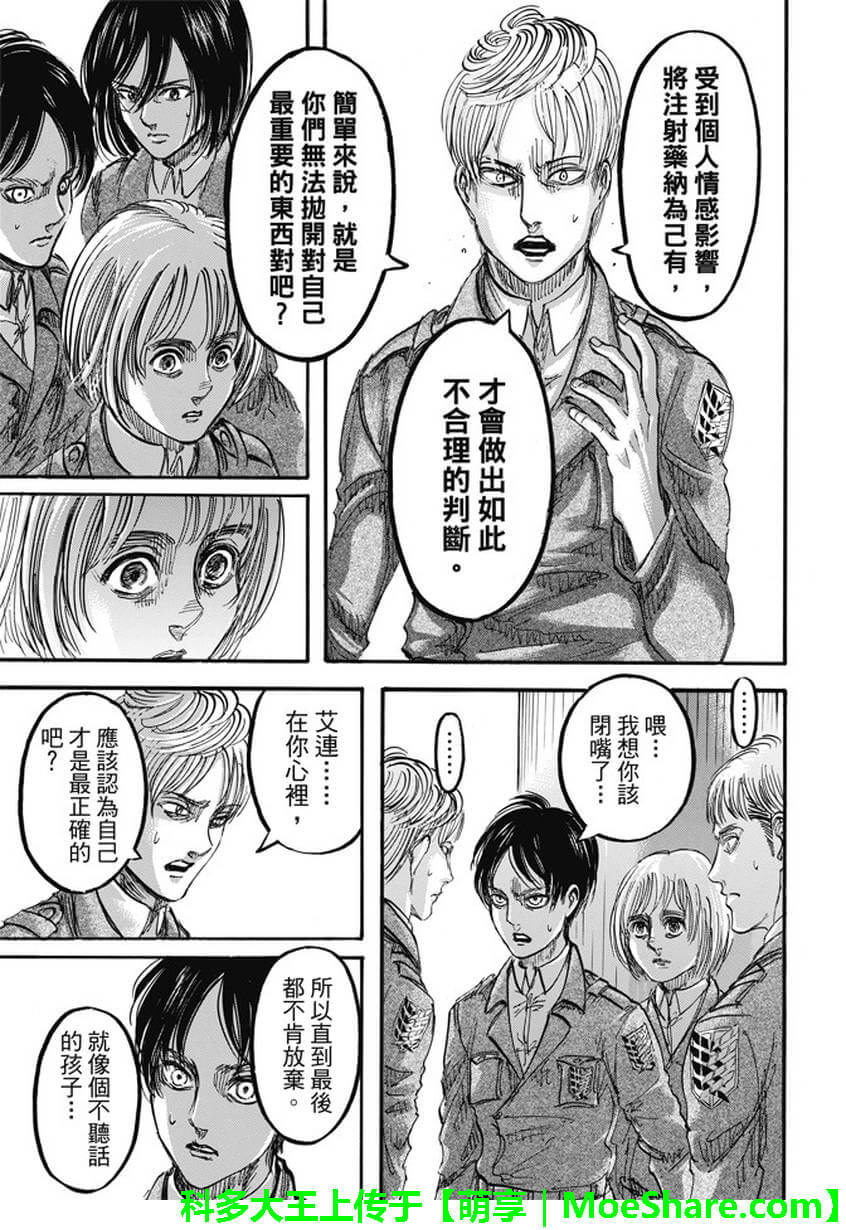 受到個人情感影響，
將注射藥納為己有，
才會做出如此
不合理的判斷。
簡單來說，就是
你們無法拋開對自己
最重要的東西對吧？
……
喂…
我想你該
閉嘴了…
……
艾連……
在你心裡，
應該認為自己
才是最正確的
吧？
所以直到最後
都不肯放棄。
就像個不聽話
的孩子…
科多大王上传于【萌享｜MoeShare.com】